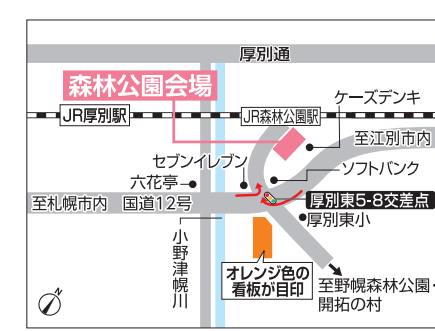 厚別通
森林公園会場
ケーズデンキ
JR厚別駅
JR森林公園駅
至江別市内
セブンイレブン
ソフトバンク
六花亭
厚別東5-8交差点
至札幌市内 国道12号
厚別東小
小野津幌川
オレンジ色の
看板が目印
至野幌森林公園・
開拓の村
N